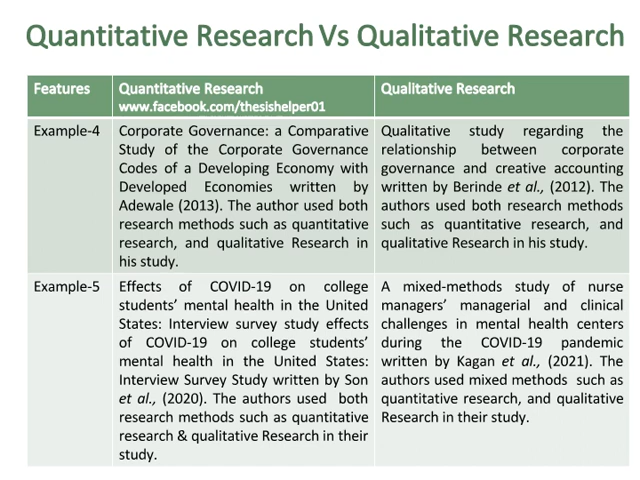 Quantitative Research Vs Qualitative Research
Features
Quantitative Research
www.facebook.com/thesishelper01
Qualitative Research
Example-4
Corporate Governance: a Comparative
Study of the Corporate Governance
Codes of a Developing Economy with
Developed Economies written by
Adewale (2013). The author used both
research methods such as quantitative
research, and qualitative Research in
his study.
Qualitative study regarding the
relationship between corporate
governance and creative accounting
written by Berinde et al., (2012). The
authors used both research methods
such as quantitative research, and
qualitative Research in his study.
Example-5
Effects of COVID-19 on college
students’ mental health in the United
States: Interview survey study effects
of COVID-19 on college students’
mental health in the United States:
Interview Survey Study written by Son
et al., (2020). The authors used both
research methods such as quantitative
research & qualitative Research in their
study.
A mixed-methods study of nurse
managers’ managerial and clinical
challenges in mental health centers
during the COVID-19 pandemic
written by Kagan et al., (2021). The
authors used mixed methods such as
quantitative research, and qualitative
Research in their study.